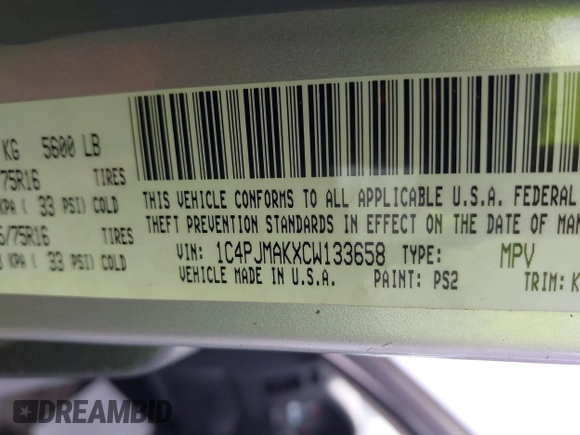 KG 5600 LB
75R16 TIRES
KPA ( 33 PSI) COLD
/75R16 TIRES
KPA ( 33 PSI) COLD
THIS VEHICLE CONFORMS TO ALL APPLICABLE U.S.A. FEDERAL
THEFT PREVENTION STANDARDS IN EFFECT ON THE DATE OF MAN
VIN: 1C4PJMAKXCW133658 TYPE: MPV
VEHICLE MADE IN U.S.A. PAINT: PS2 TRIM: K
DREAMBID